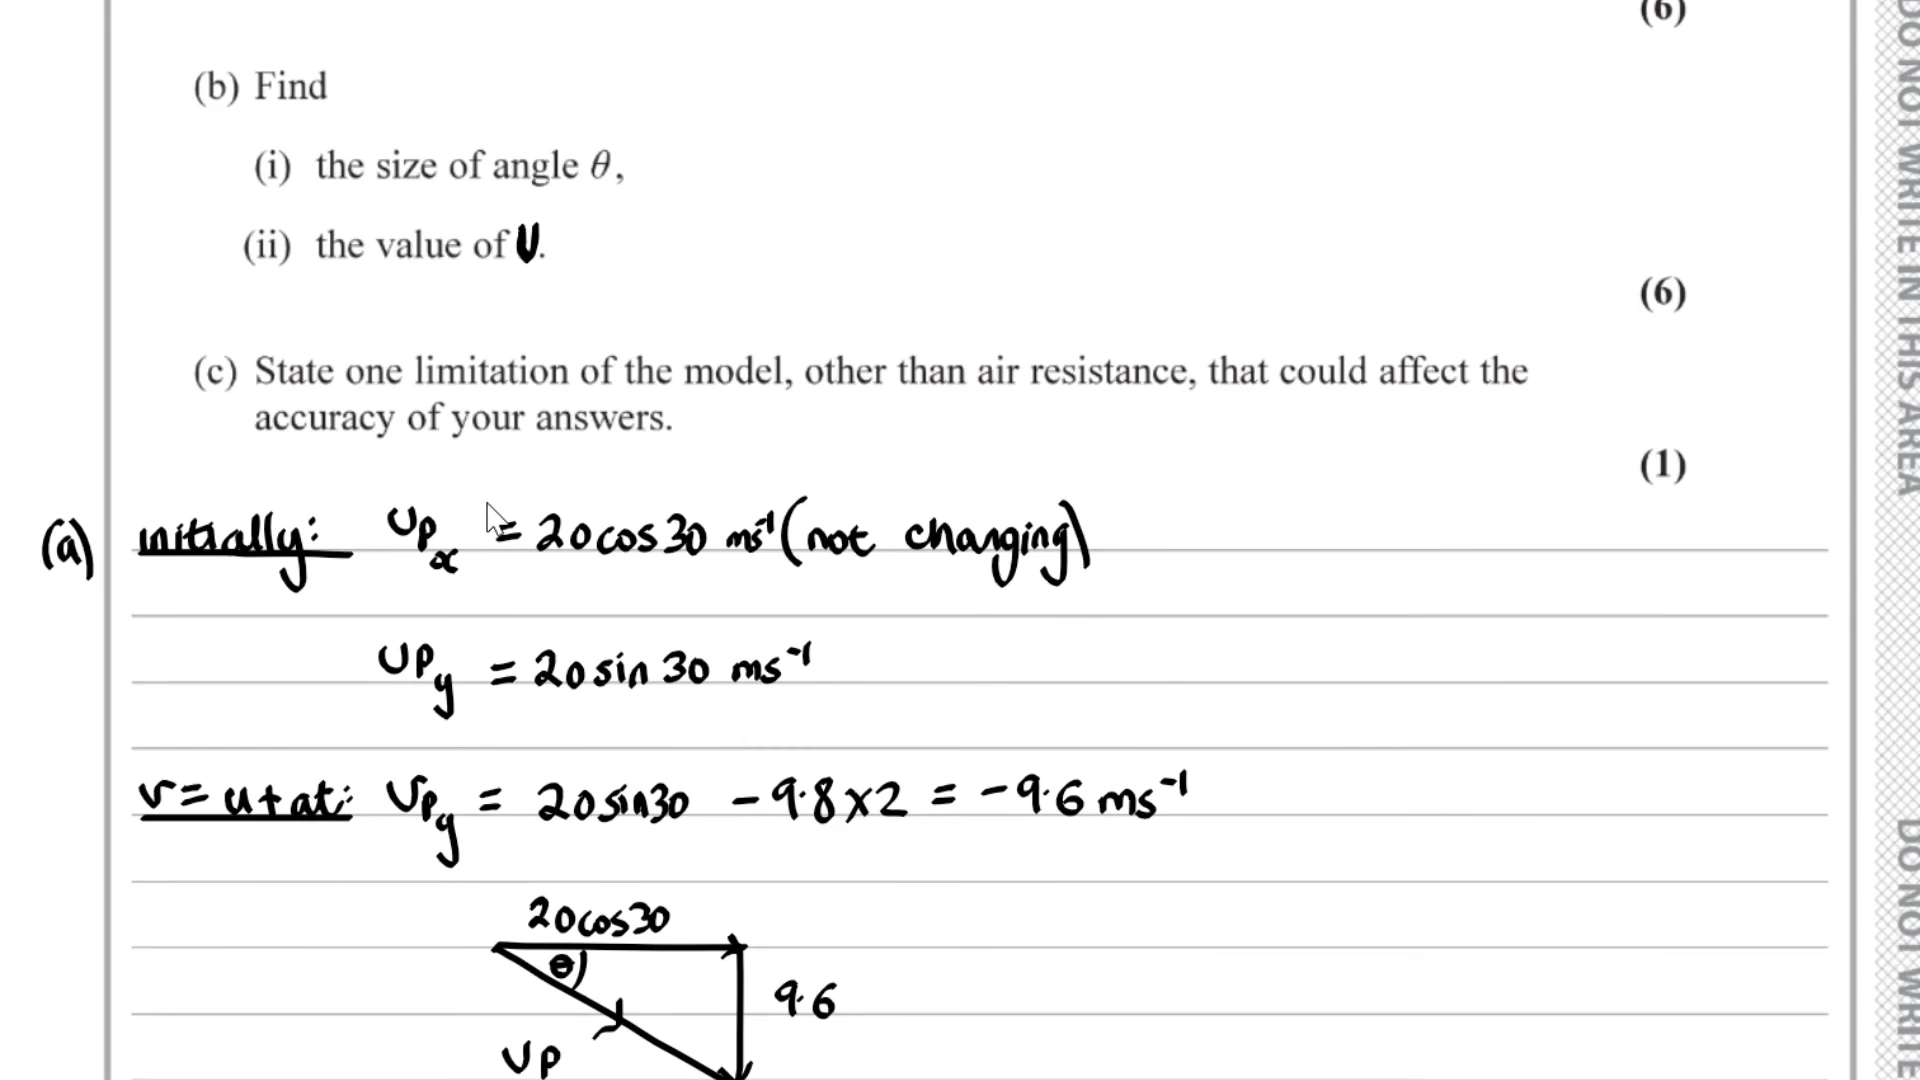 (6)
(b) Find
(i) the size of angle θ,
(ii) the value of U.
(6)
(c) State one limitation of the model, other than air resistance, that could affect the
accuracy of your answers.
(1)
(a) initially: UPx = 20cos30 ms⁻¹ (not changing)
UPy = 20sin30 ms⁻¹
v=u+at: VPy = 20sin30 - 9.8×2 = -9.6ms⁻¹
20cos30
θ
9.6
VP
DO NOT WRITE IN THIS AREA
DO NOT WRITE